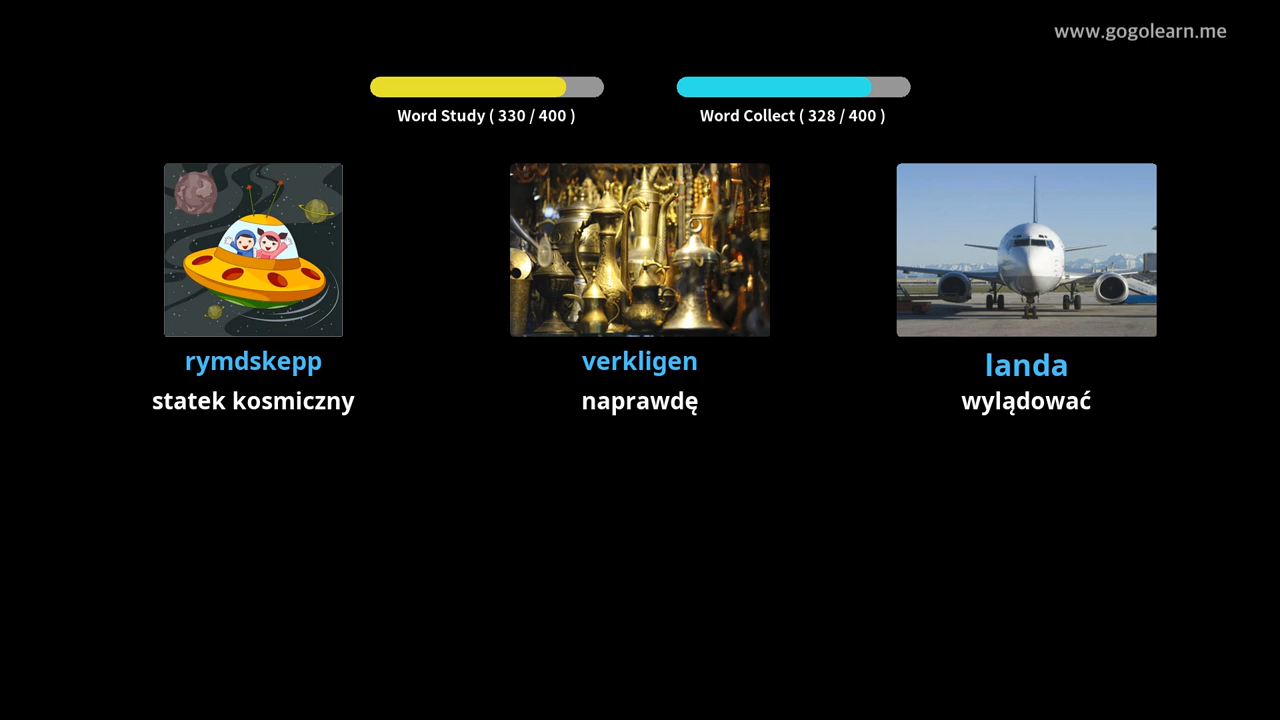 www.gogolearn.me
Word Study ( 330 / 400 )
Word Collect ( 328 / 400 )
rymdskepp
verkligen
landa
statek kosmiczny
naprawdę
wylądować